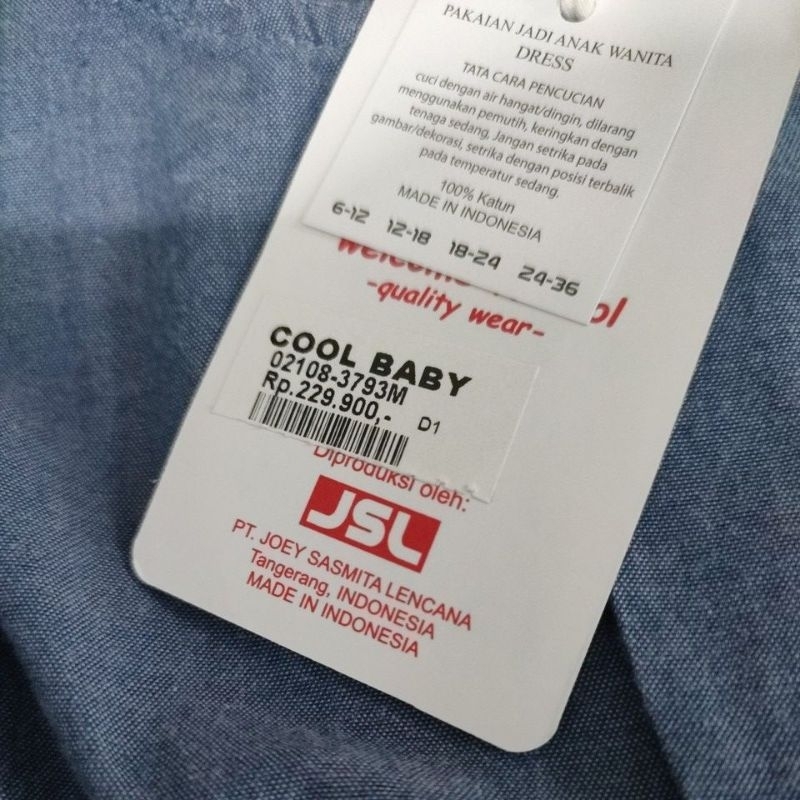 PAKAIAN JADI ANAK WANITA
DRESS
TATA CARA PENCUCIAN
cuci dengan air hangat/dingin, dilarang
menggunakan pemutih, keringkan dengan
tenaga sedang, Jangan setrika pada
gambar/dekorasi, setrika dengan posisi terbalik
pada temperatur sedang.
100% Katun
MADE IN INDONESIA
6-12 12-18 18-24 24-36
-quality wear-
COOL BABY
02108-3793M
Rp.229.900,- D1
Diproduksi oleh:
JSL
PT. JOEY SASMITA LENCANA
Tangerang, INDONESIA
MADE IN INDONESIA